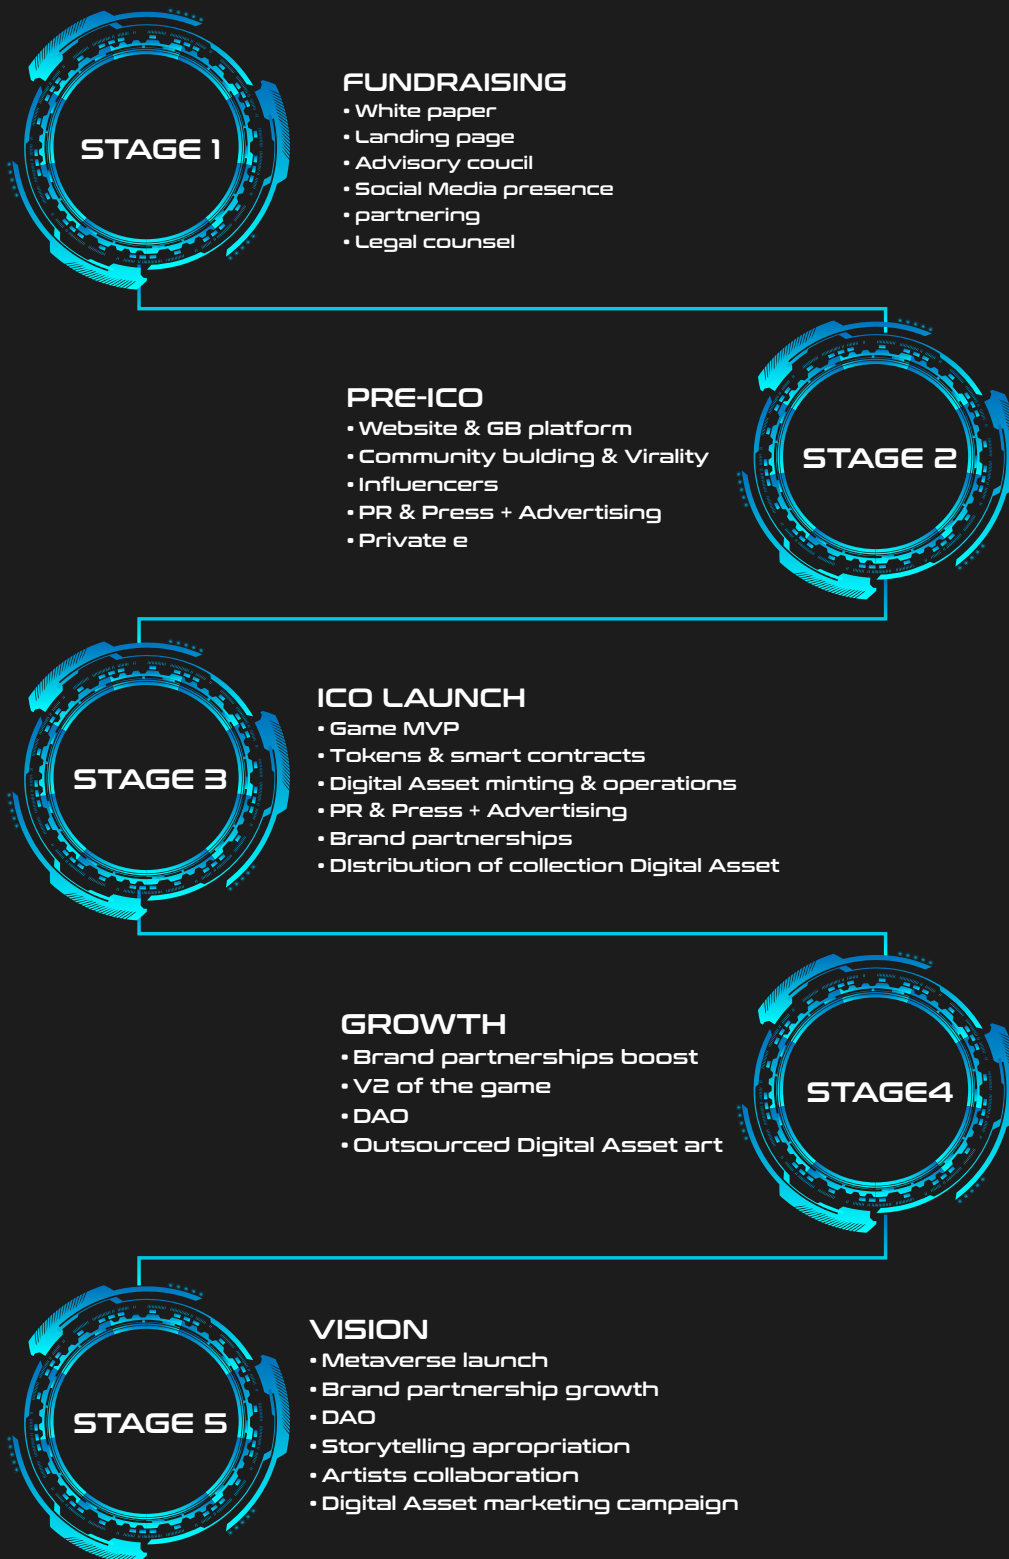 STAGE 1
FUNDRAISING
• White paper
• Landing page
• Advisory coucil
• Social Media presence
• partnering
• Legal counsel
PRE-ICO
• Website & GB platform
• Community bulding & Virality
• Influencers
• PR & Press + Advertising
• Private e
STAGE 2
STAGE 3
ICO LAUNCH
• Game MVP
• Tokens & smart contracts
• Digital Asset minting & operations
• PR & Press + Advertising
• Brand partnerships
• DIstribution of collection Digital Asset
GROWTH
• Brand partnerships boost
• V2 of the game
• DAO
• Outsourced Digital Asset art
STAGE4
STAGE 5
VISION
• Metaverse launch
• Brand partnership growth
• DAO
• Storytelling apropriation
• Artists collaboration
• Digital Asset marketing campaign